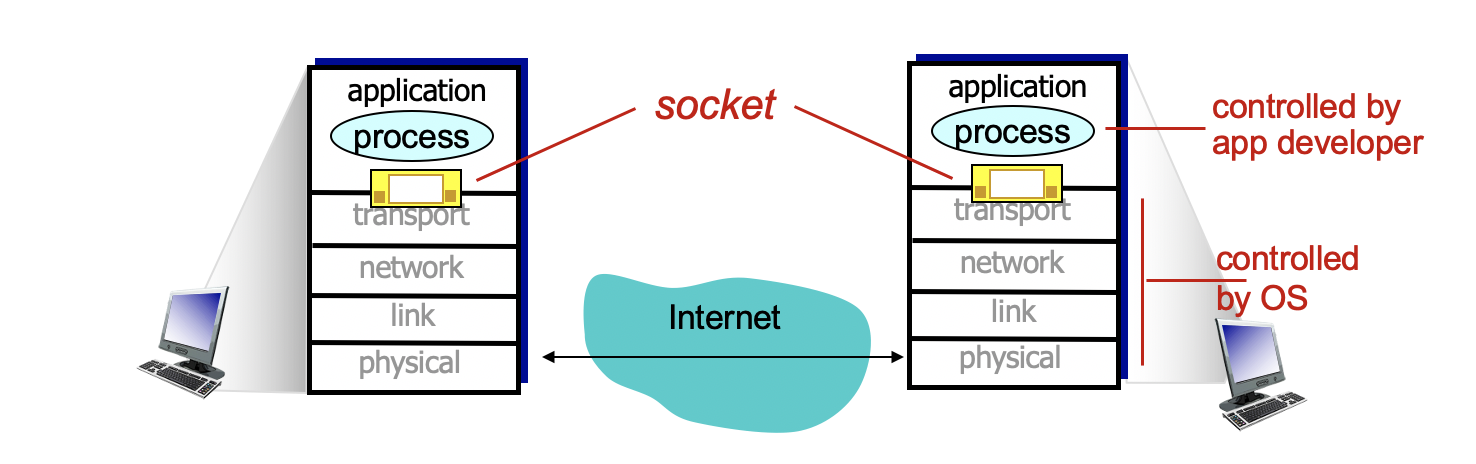 application
process
transport
network
link
physical
socket
Internet
application
process
transport
network
link
physical
controlled by
app developer
controlled
by OS